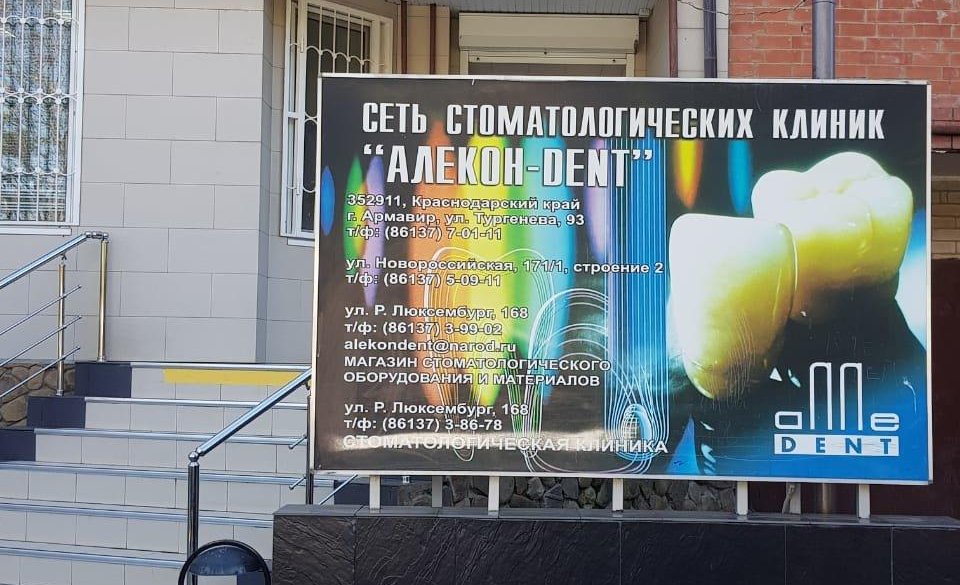 СЕТЬ СТОМАТОЛОГИЧЕСКИХ КЛИНИК
“АЛЕКОН-DENT”
352911, Краснодарский край
г. Армавир, ул. Тургенева, 93
т/ф: (86137) 7-01-11
ул. Новороссийская, 171/1, строение 2
т/ф: (86137) 5-09-11
ул. Р. Люксембург, 168
т/ф: (86137) 3-99-02
alekondent@narod.ru
МАГАЗИН СТОМАТОЛОГИЧЕСКОГО
ОБОРУДОВАНИЯ И МАТЕРИАЛОВ
ул. Р. Люксембург, 168
т/ф: (86137) 3-86-78
СТОМАТОЛОГИЧЕСКАЯ КЛИНИКА
DENT